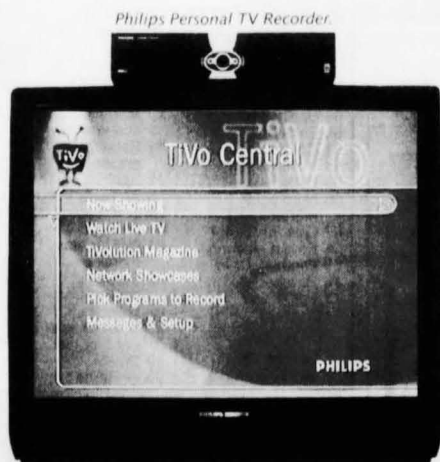 Philips Personal TV Recorder.
TiVo
TiVo
TiVo Central
Now Showing
Watch Live TV
TiVolution Magazine
Network Showcases
Pick Programs to Record
Messages & Setup
PHILIPS